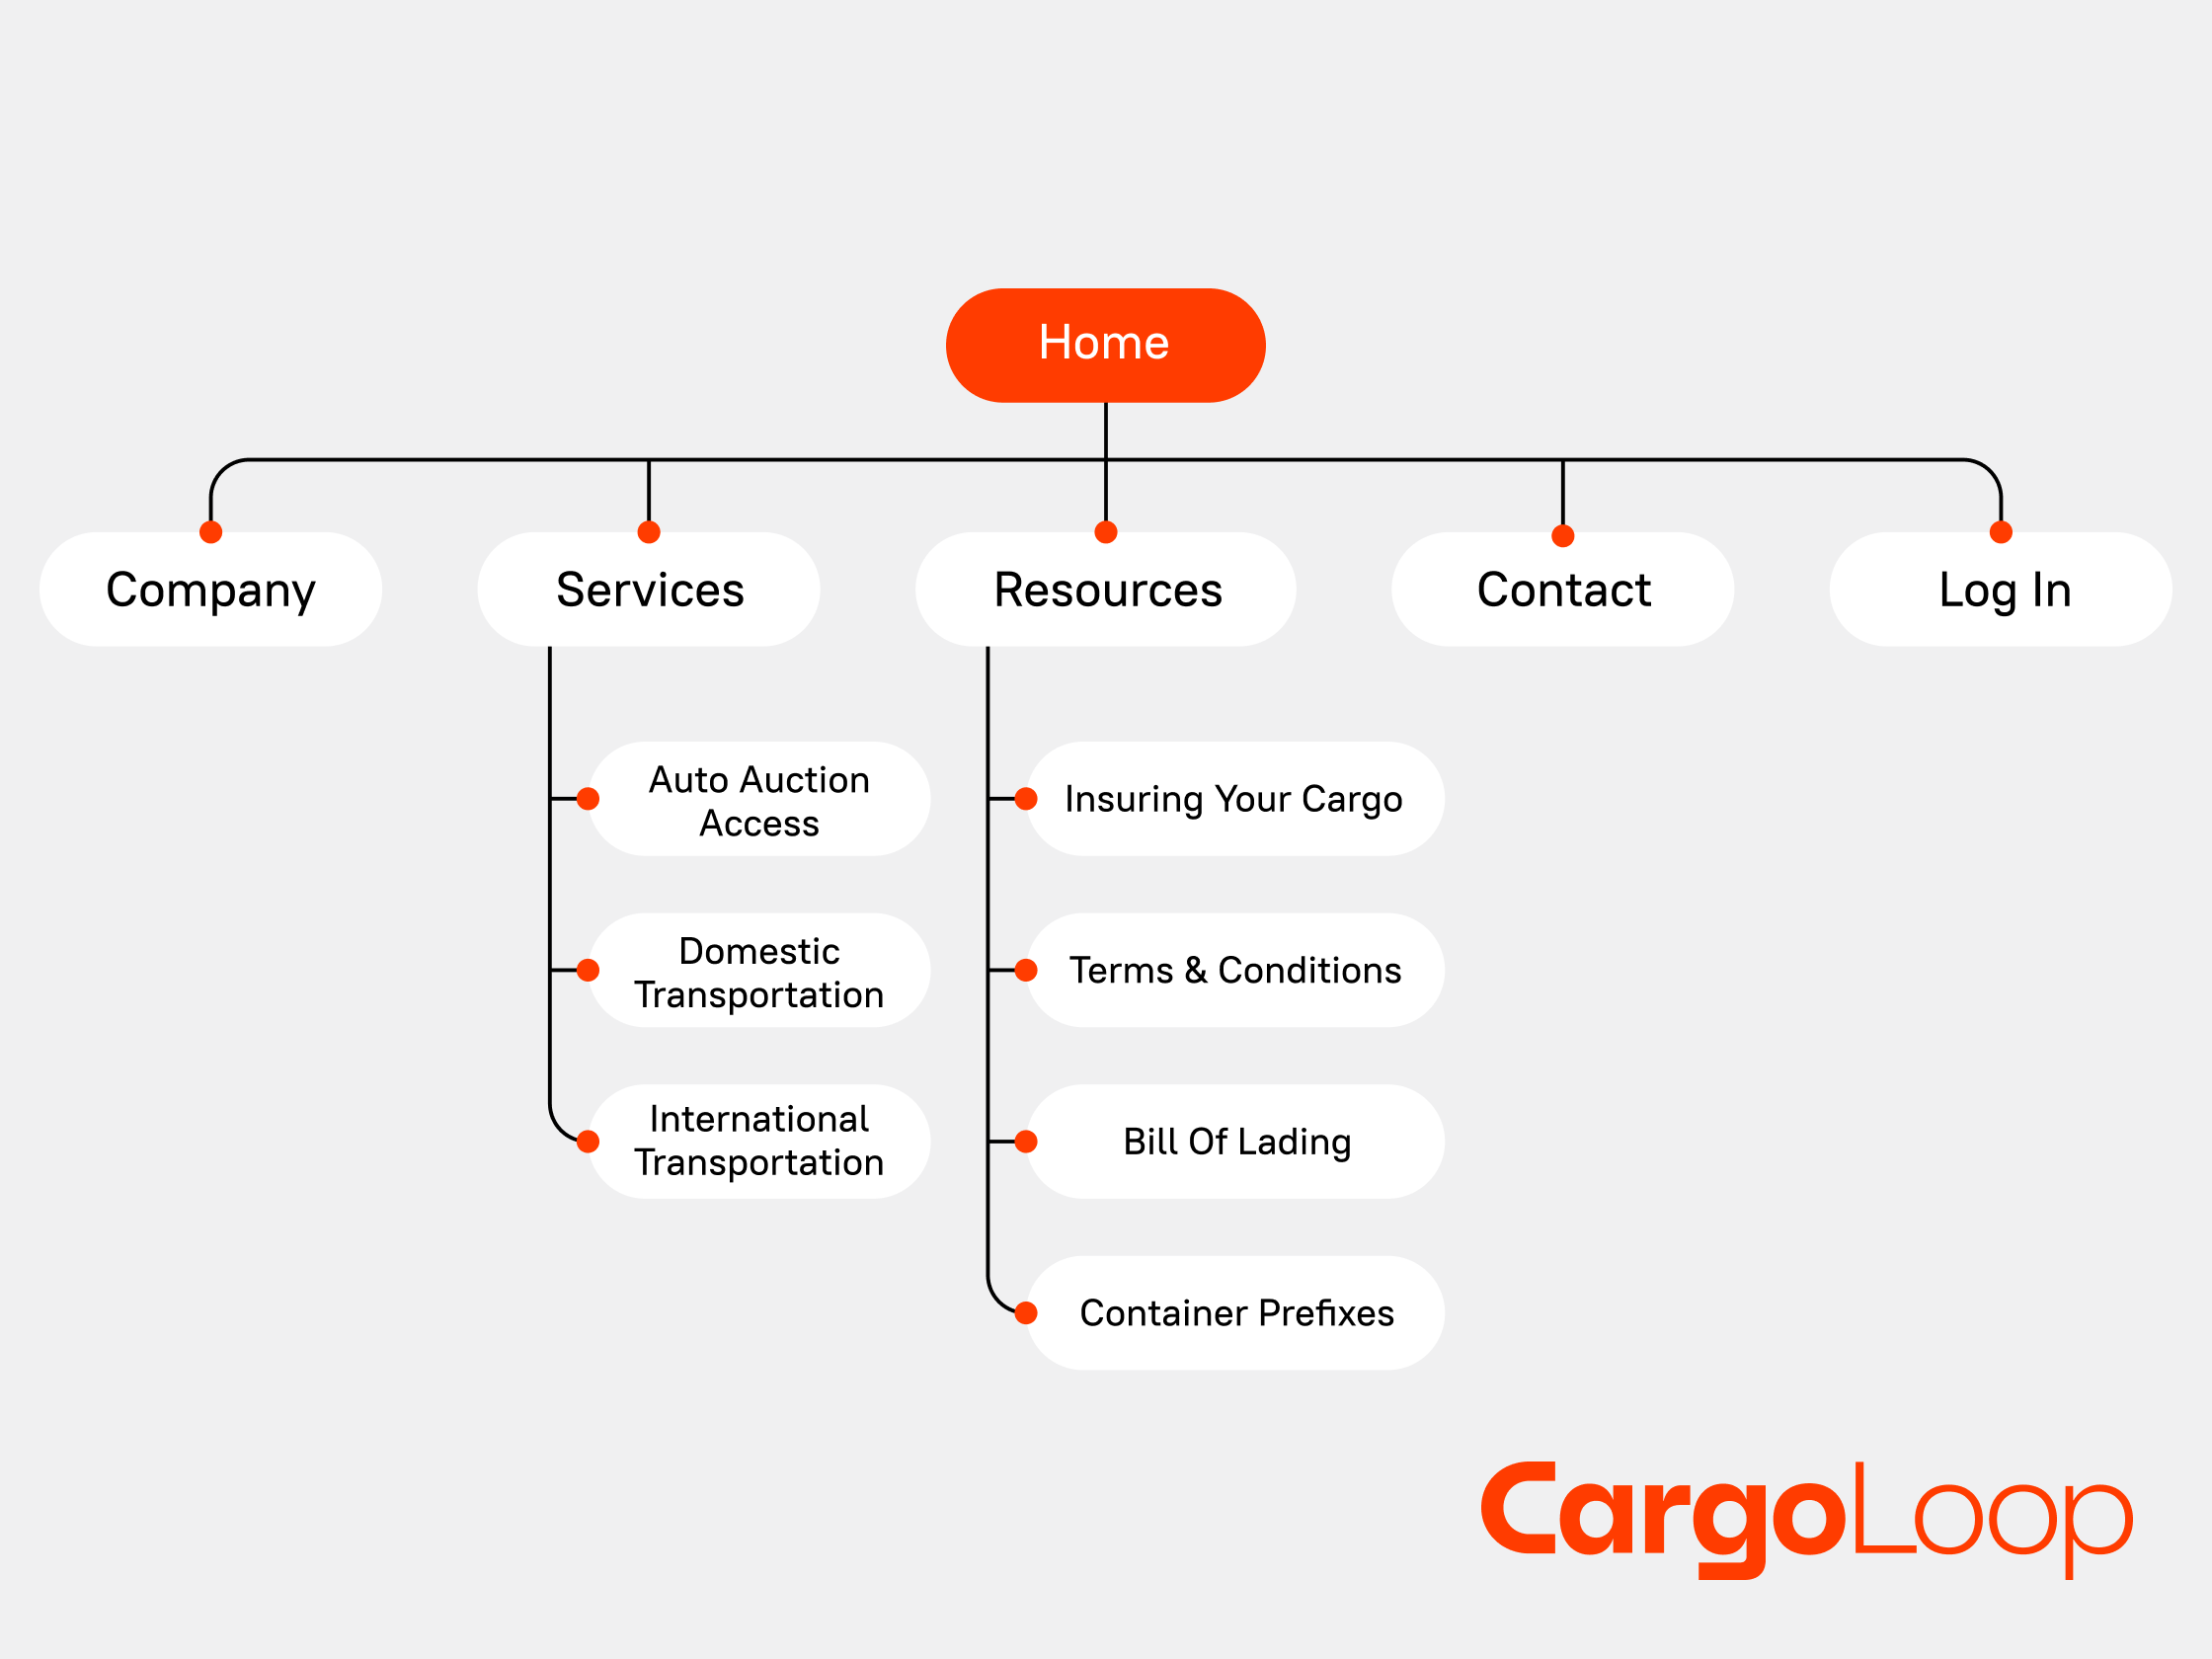 Home
Company
Services
Resources
Contact
Log In
Auto Auction
Access
Domestic
Transportation
International
Transportation
Insuring Your Cargo
Terms & Conditions
Bill Of Lading
Container Prefixes
CargoLoop